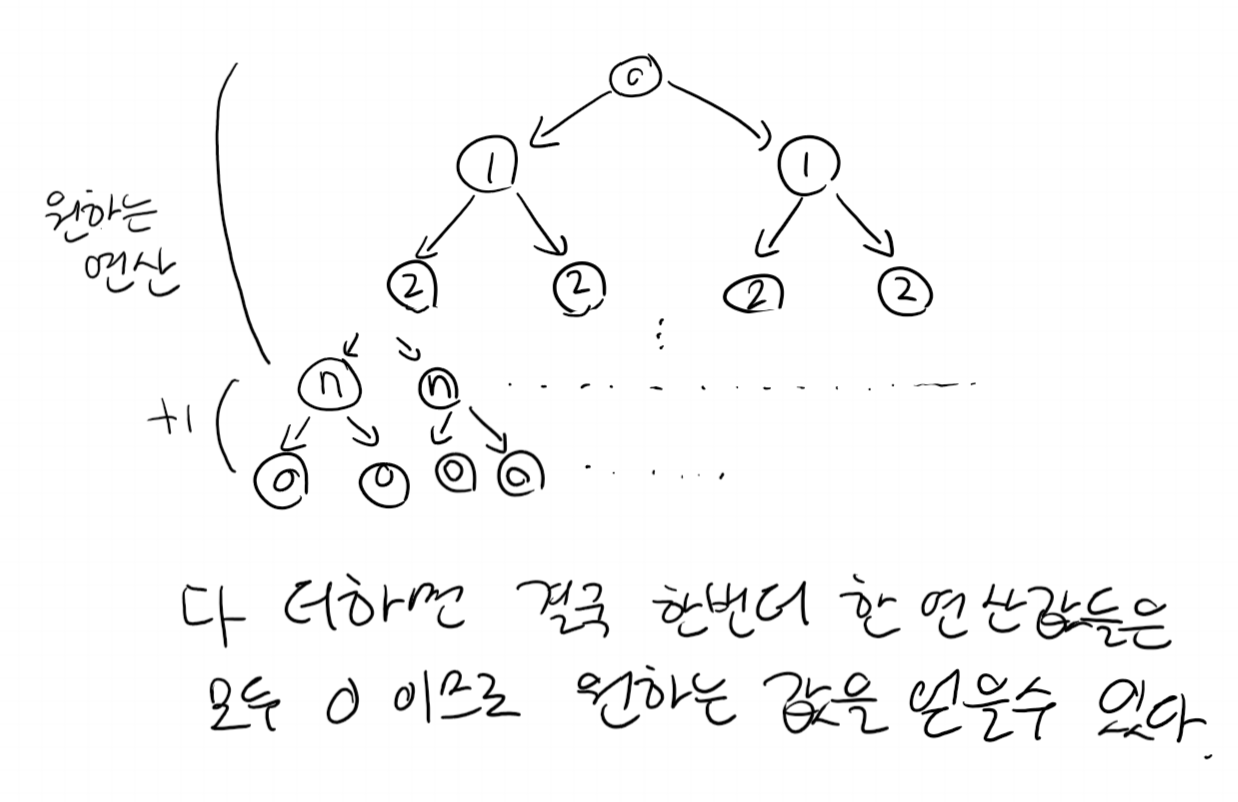 0
1 1
원하는
연산
2 2 2 2
n n
+1
0 0 0 0
다 더하면 결국 한번더 한 연산값들은
모두 0 이므로 원하는 값을 얻을수 있다.